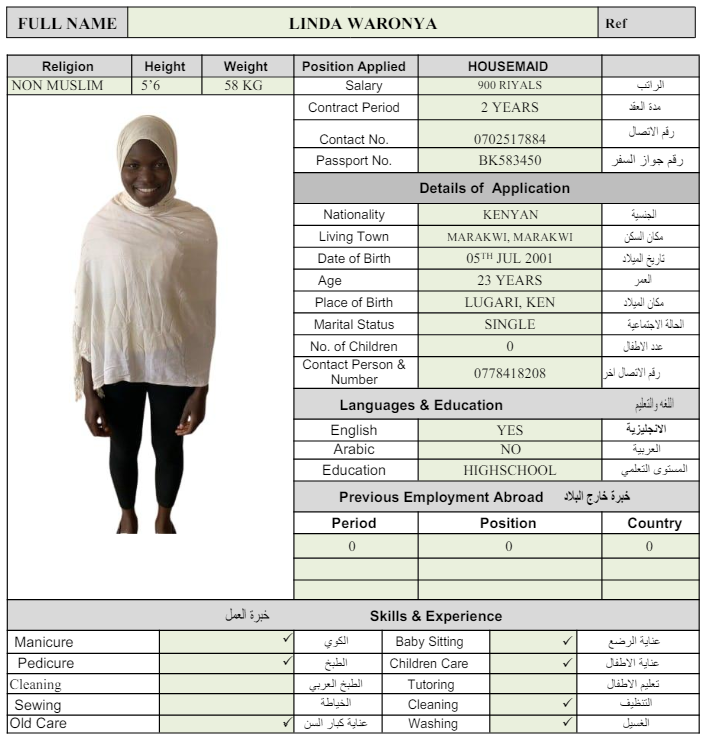 FULL NAME LINDA WARONYA Ref
Religion Height Weight Position Applied HOUSEMAID
NON MUSLIM 5’6 58 KG Salary 900 RIYALS الراتب
Contract Period 2 YEARS مدة العقد
Contact No. 0702517884 رقم الاتصال
Passport No. BK583450 رقم جواز السفر
Details of Application
Nationality KENYAN الجنسية
Living Town MARAKWI, MARAKWI مكان السكن
Date of Birth 05TH JUL 2001 تاريخ الميلاد
Age 23 YEARS العمر
Place of Birth LUGARI, KEN مكان الميلاد
Marital Status SINGLE الحالة الاجتماعية
No. of Children 0 عدد الاطفال
Contact Person & Number 0778418208 رقم الاتصال اخر
Languages & Education اللغه والتعليم
English YES الانجليزية
Arabic NO العربية
Education HIGHSCHOOL المستوى التعلمي
Previous Employment Abroad خبرة خارج البلاد
Period Position Country
0 0 0
خبرة العمل Skills & Experience
Manicure ✓ الكوي Baby Sitting ✓ عناية الرضع
Pedicure ✓ الطبخ Children Care ✓ عناية الاطفال
Cleaning الطبخ العربي Tutoring تعليم الاطفال
Sewing الخياطة Cleaning ✓ التنظيف
Old Care ✓ عناية كبار السن Washing ✓ الغسيل